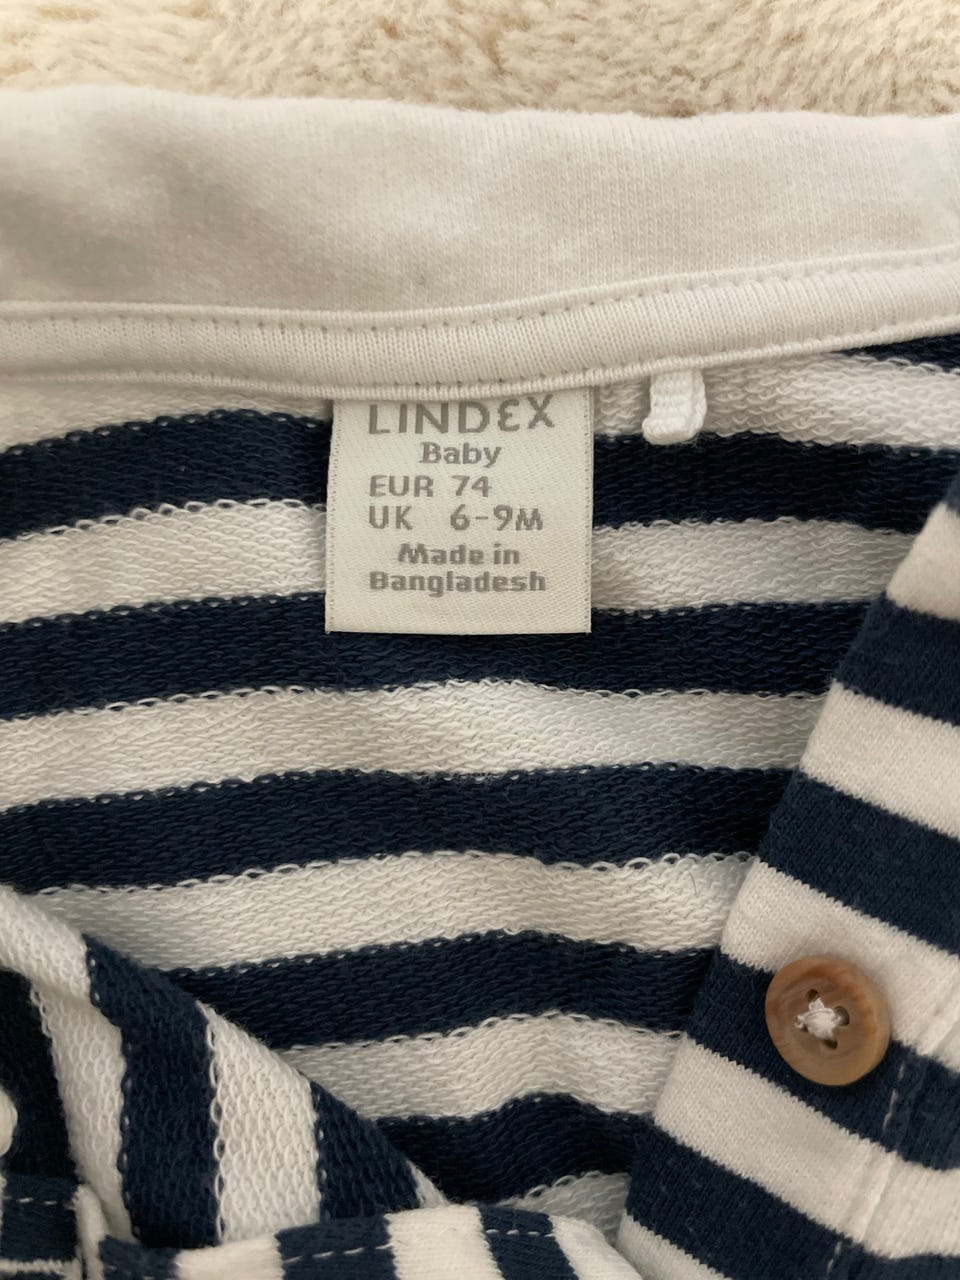 LINDEX
Baby
EUR 74
UK 6-9M
Made in
Bangladesh